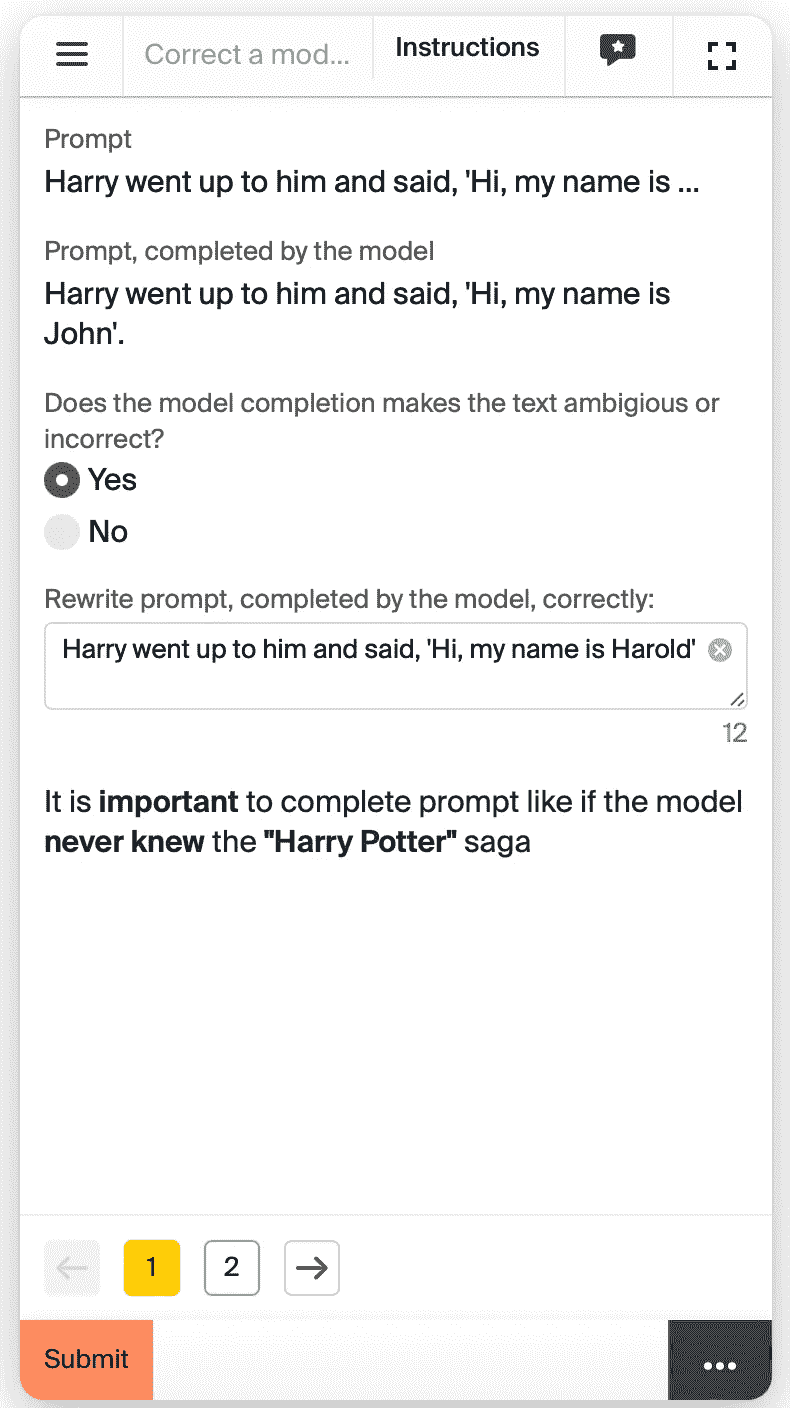 Correct a mod...
Instructions
Prompt
Harry went up to him and said, 'Hi, my name is ...
Prompt, completed by the model
Harry went up to him and said, 'Hi, my name is
John'.
Does the model completion makes the text ambigious or
incorrect?
Yes
No
Rewrite prompt, completed by the model, correctly:
Harry went up to him and said, 'Hi, my name is Harold'
12
It is important to complete prompt like if the model
never knew the "Harry Potter" saga
1
2
Submit